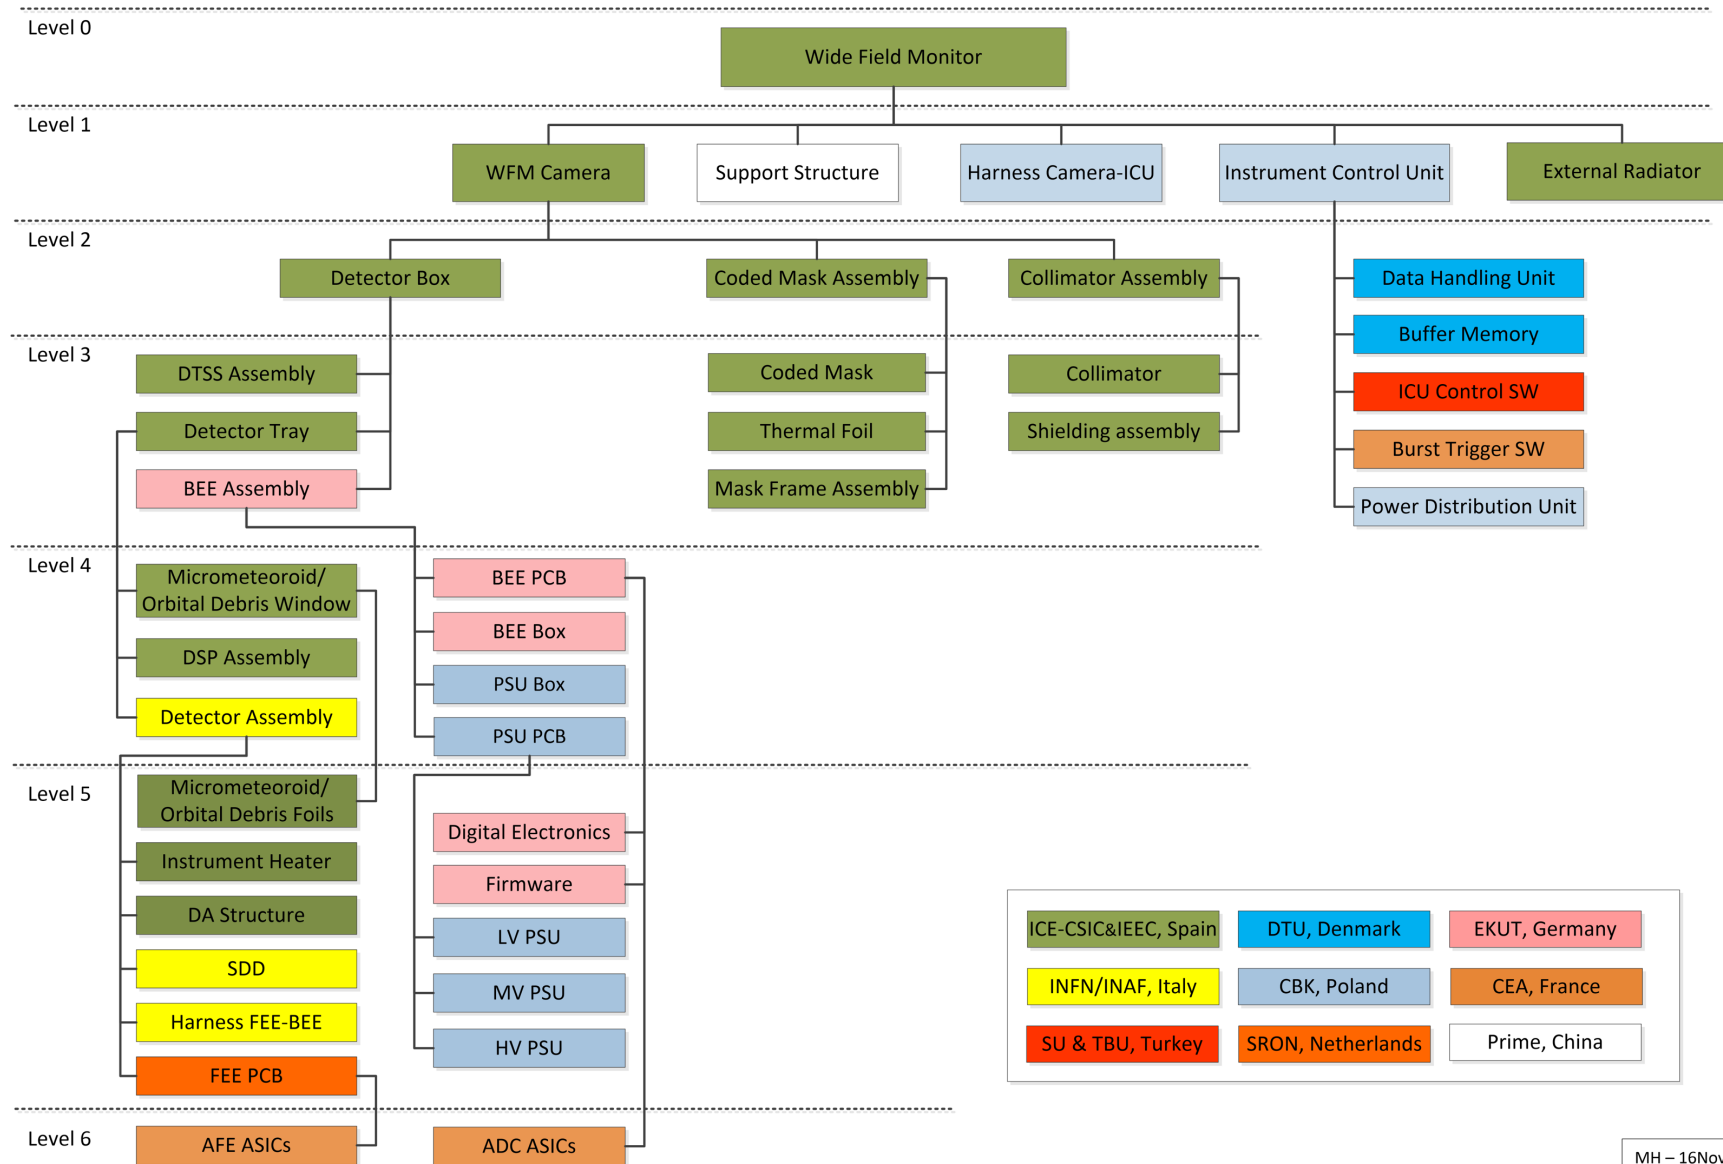 Level 0
Wide Field Monitor
Level 1
WFM Camera
Support Structure
Harness Camera-ICU
Instrument Control Unit
External Radiator
Level 2
Detector Box
Coded Mask Assembly
Collimator Assembly
Data Handling Unit
Buffer Memory
Level 3
DTSS Assembly
Coded Mask
Collimator
ICU Control SW
Detector Tray
Thermal Foil
Shielding assembly
Burst Trigger SW
BEE Assembly
Mask Frame Assembly
Power Distribution Unit
Level 4
Micrometeoroid/
Orbital Debris Window
BEE PCB
BEE Box
DSP Assembly
PSU Box
Detector Assembly
PSU PCB
Level 5
Micrometeoroid/
Orbital Debris Foils
Digital Electronics
Instrument Heater
Firmware
DA Structure
LV PSU
SDD
MV PSU
Harness FEE-BEE
HV PSU
FEE PCB
ICE-CSIC&IEEC, Spain
DTU, Denmark
EKUT, Germany
INFN/INAF, Italy
CBK, Poland
CEA, France
SU & TBU, Turkey
SRON, Netherlands
Prime, China
Level 6
AFE ASICs
ADC ASICs
MH – 16Nov